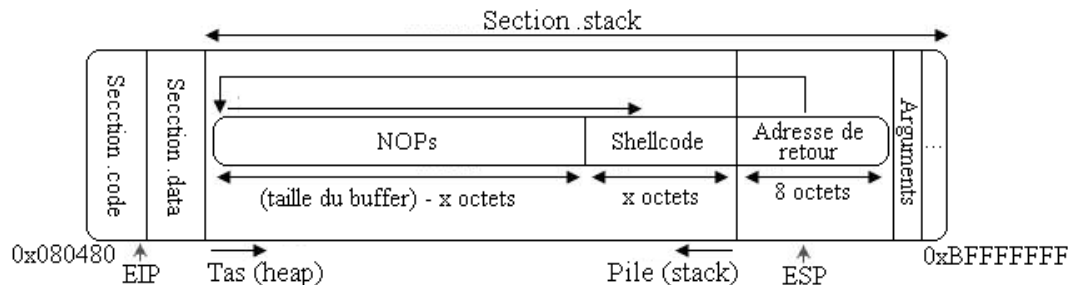 Section .stack
Secction .code
Secction .data
NOPs
Shellcode
Adresse de
retour
Arguments
...
(taille du buffer) - x octets
x octets
8 octets
0x080480
EIP
Tas (heap)
Pile (stack)
ESP
0xBFFFFFFF